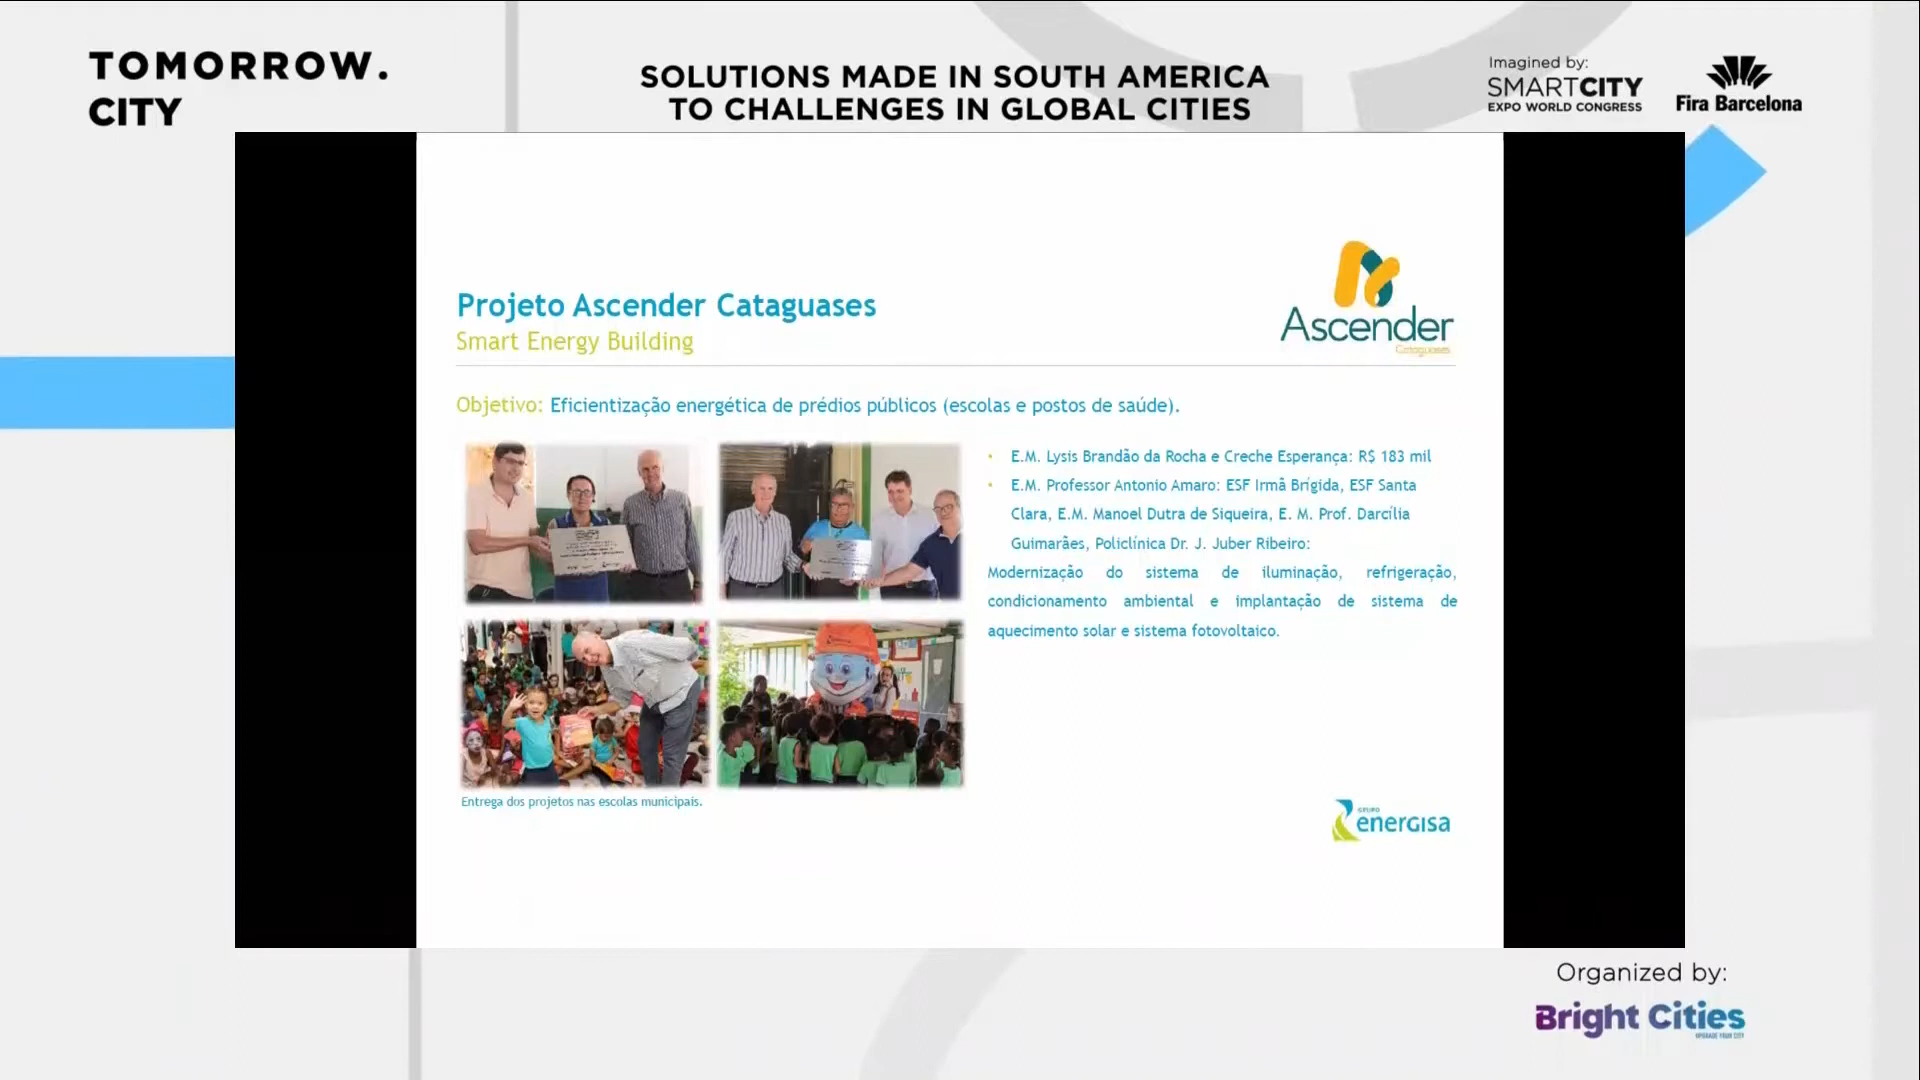 TOMORROW.
CITY
SOLUTIONS MADE IN SOUTH AMERICA
TO CHALLENGES IN GLOBAL CITIES
Imagined by:
SMARTCITY
EXPO WORLD CONGRESS
Fira Barcelona
Projeto Ascender Cataguases
Smart Energy Building
Ascender
Cataguases
Objetivo: Eficientização energética de prédios públicos (escolas e postos de saúde).
• E.M. Lysis Brandão da Rocha e Creche Esperança: R$ 183 mil
• E.M. Professor Antonio Amaro: ESF Irmã Brígida, ESF Santa
Clara, E.M. Manoel Dutra de Siqueira, E. M. Prof. Darcília
Guimarães, Policlínica Dr. J. Juber Ribeiro:
Modernização do sistema de iluminação, refrigeração,
condicionamento ambiental e implantação de sistema de
aquecimento solar e sistema fotovoltaico.
Entrega dos projetos nas escolas municipais.
GRUPO
energisa
Organized by:
Bright Cities
UPGRADE YOUR CITY